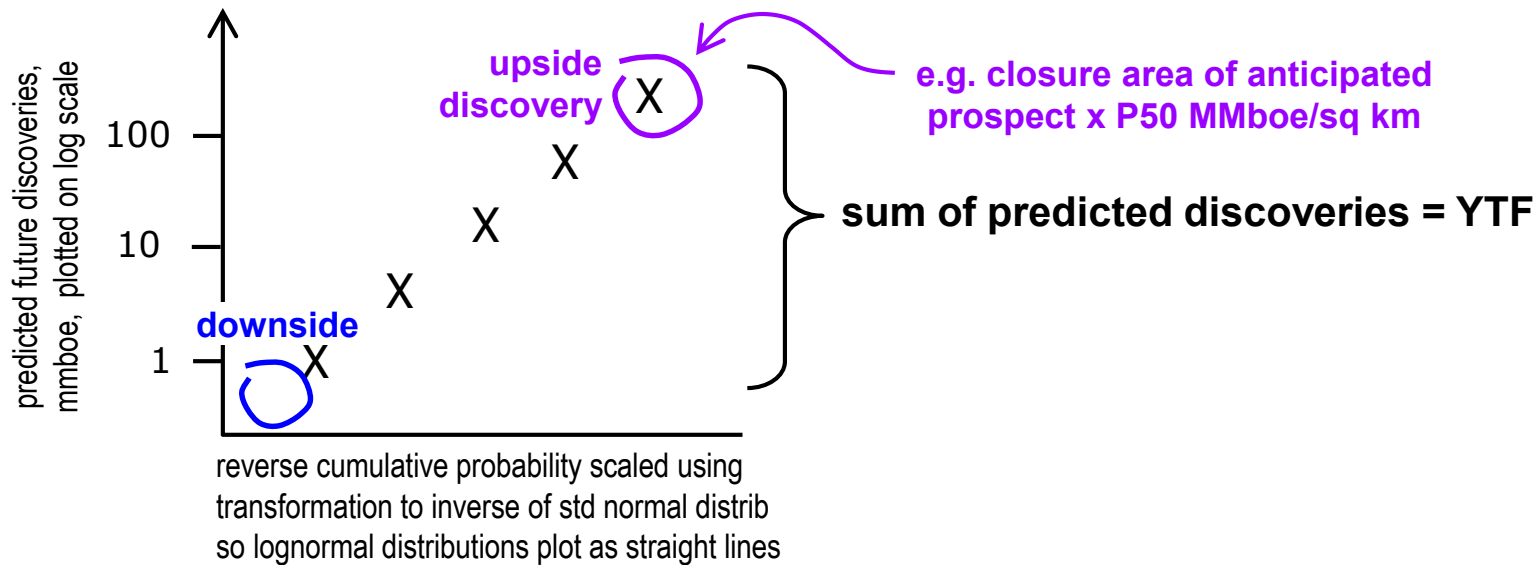 predicted future discoveries,
mmboe, plotted on log scale
100
10
1
upside
discovery
X
X
X
X
X
downside
e.g. closure area of anticipated
prospect x P50 MMboe/sq km
sum of predicted discoveries = YTF
reverse cumulative probability scaled using
transformation to inverse of std normal distrib
so lognormal distributions plot as straight lines